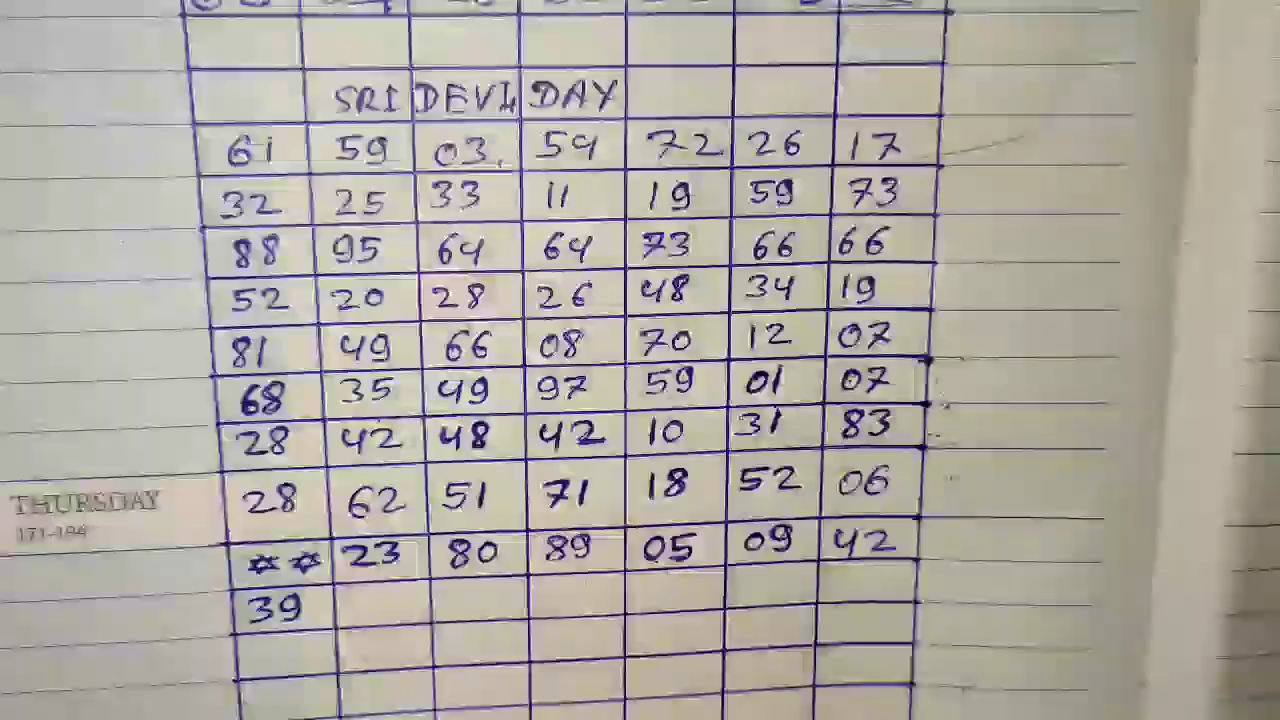 SRI DEVI DAY
61 59 03. 59 72 26 17
32 25 33 11 19 59 73
88 95 64 64 73 66 66
52 20 28 26 48 34 19
81 49 66 08 70 12 07
68 35 49 97 59 01 07
28 42 48 42 10 31 83
THURSDAY
28 62 51 71 18 52 06
171-194
** 23 80 89 05 09 42
39